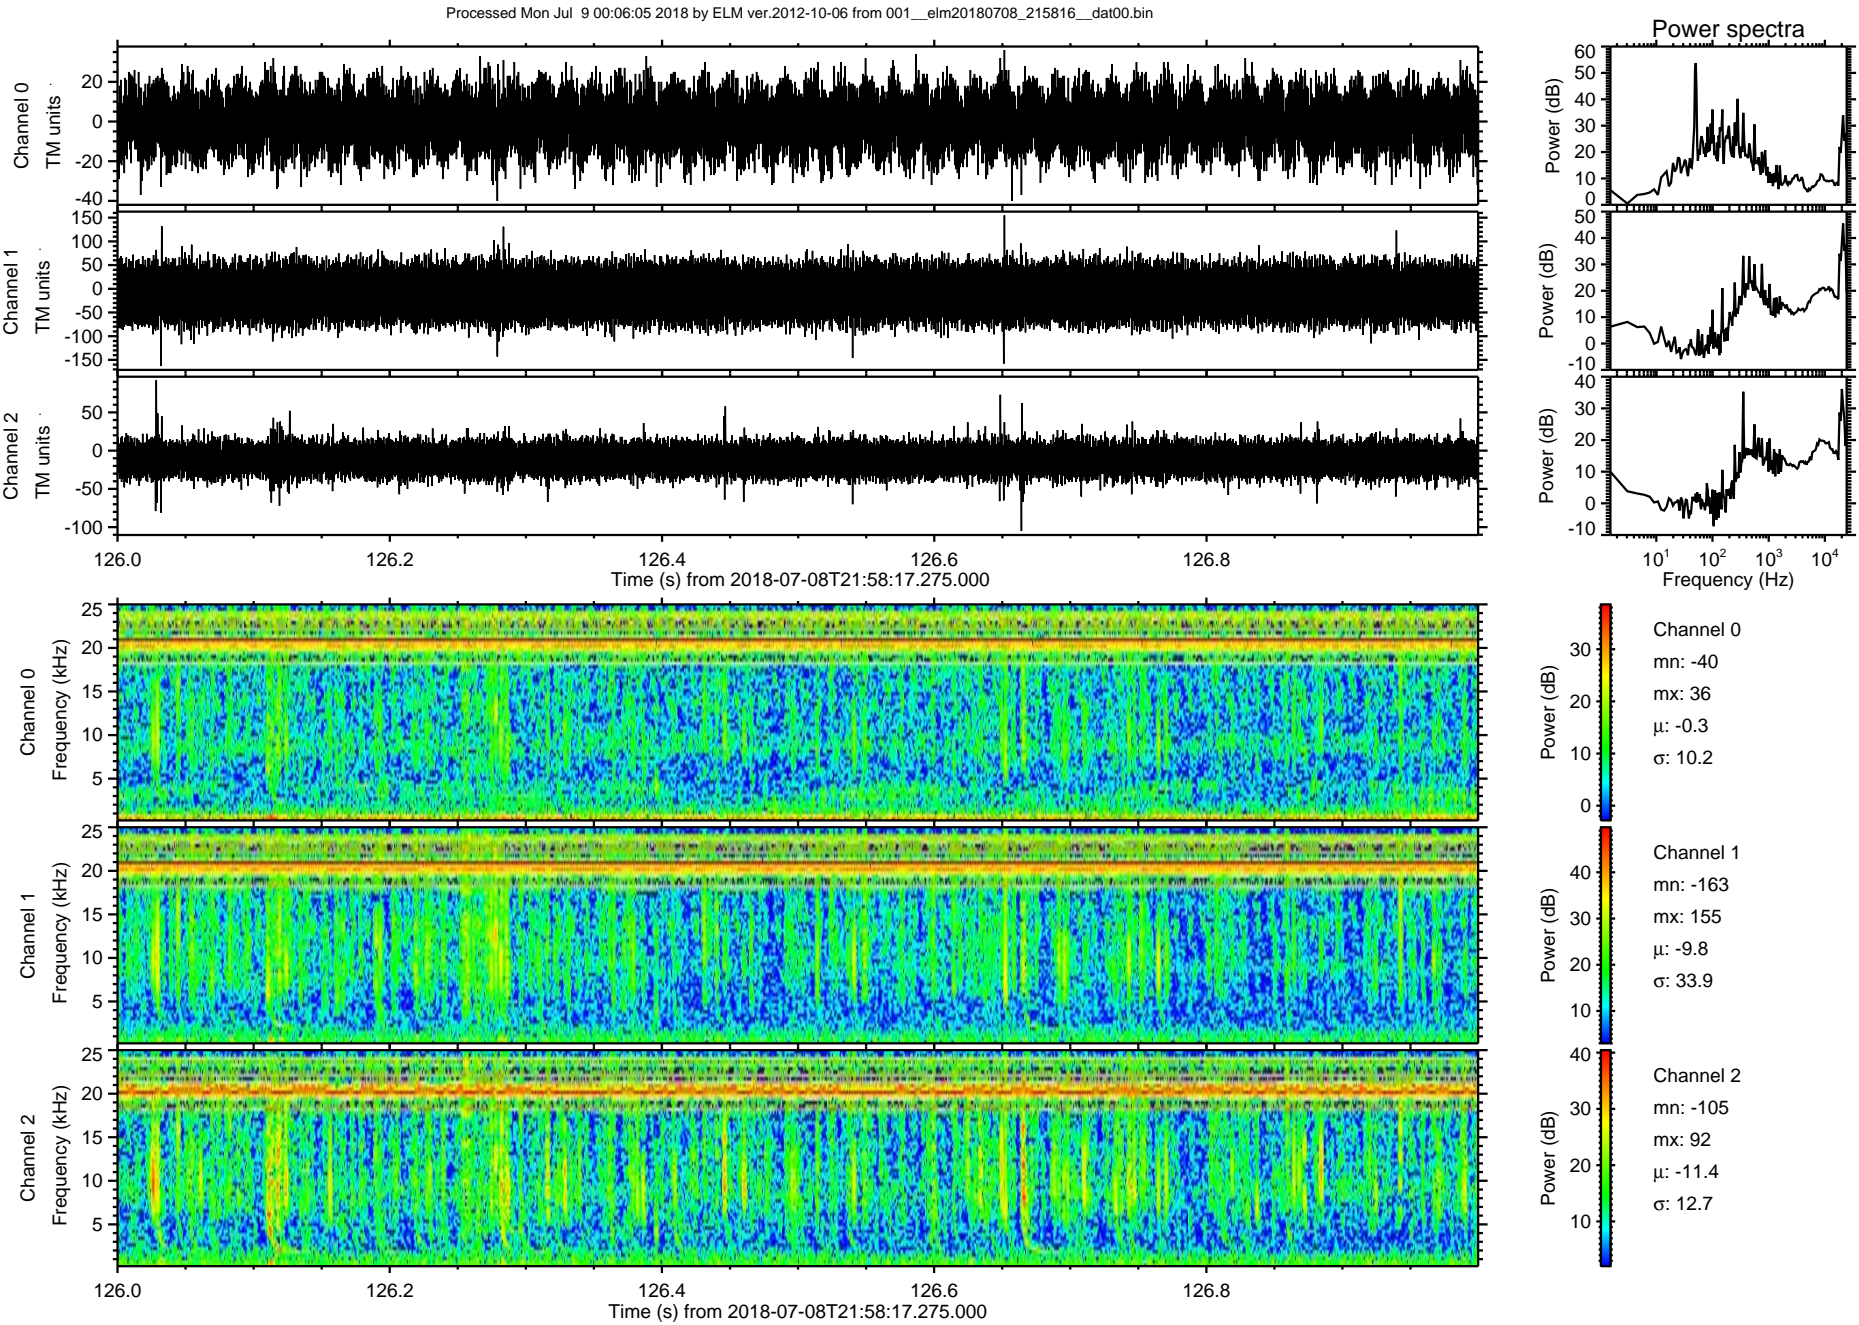 Processed Mon Jul  9 00:06:05 2018 by ELM ver.2012-10-06 from 001__elm20180708_215816__dat00.bin
Power spectra
Channel 0
TM units
20
0
-20
-40
Power (dB)
60
50
40
30
20
10
0
Channel 1
TM units
150
100
50
0
-50
-100
-150
Power (dB)
50
40
30
20
10
0
-10
Channel 2
TM units
50
0
-50
-100
Power (dB)
40
30
20
10
0
-10
126.0 126.2 126.4 126.6 126.8
Time (s) from 2018-07-08T21:58:17.275.000
10¹ 10² 10³ 10⁴
Frequency (Hz)
Channel 0
Frequency (kHz)
25
20
15
10
5
Power (dB)
30
20
10
0
Channel 0
mn: -40
mx: 36
μ: -0.3
σ: 10.2
Channel 1
Frequency (kHz)
25
20
15
10
5
Power (dB)
40
30
20
10
Channel 1
mn: -163
mx: 155
μ: -9.8
σ: 33.9
Channel 2
Frequency (kHz)
25
20
15
10
5
Power (dB)
40
30
20
10
Channel 2
mn: -105
mx: 92
μ: -11.4
σ: 12.7
126.0 126.2 126.4 126.6 126.8
Time (s) from 2018-07-08T21:58:17.275.000